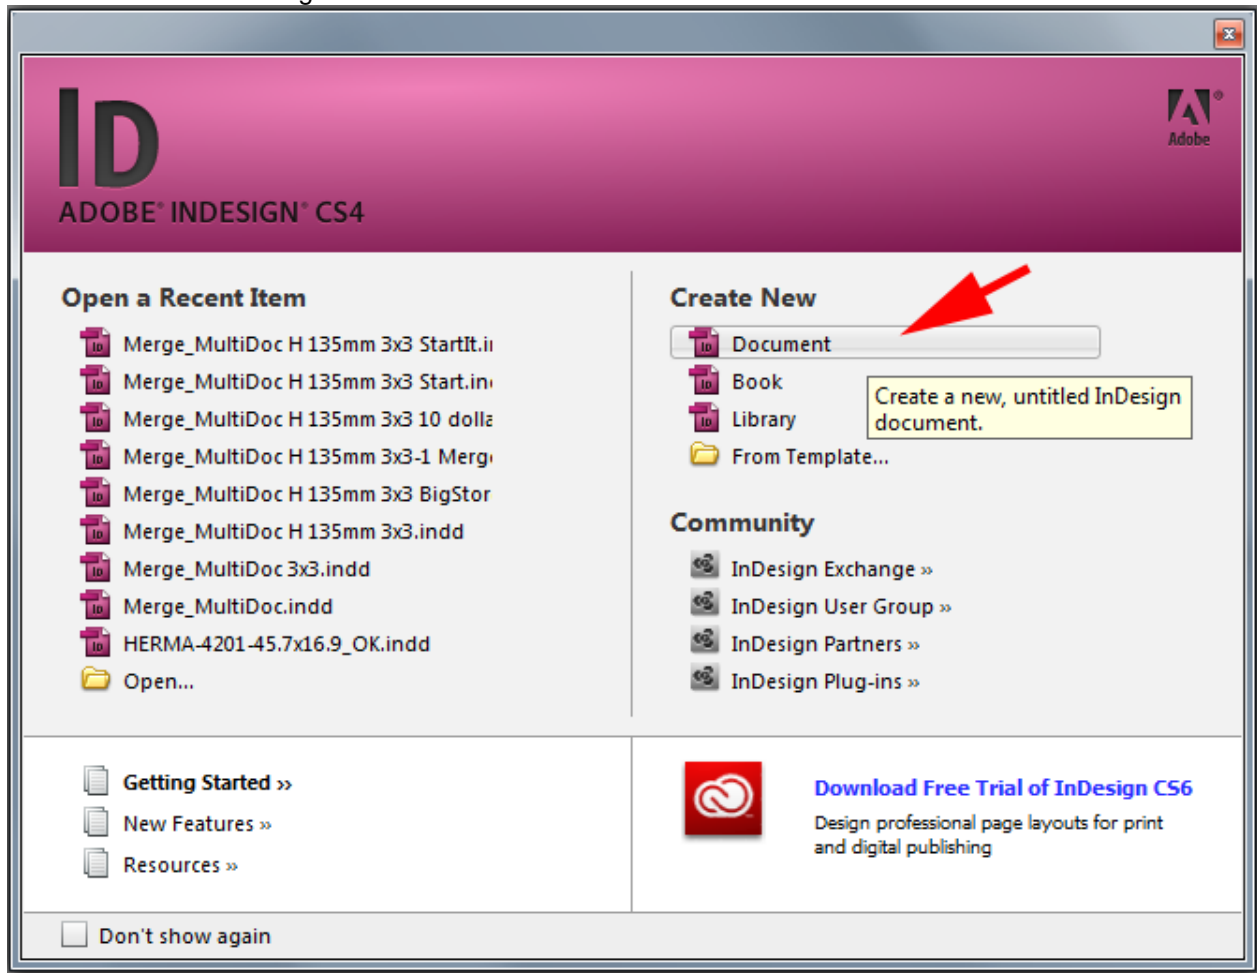 ID
Adobe
ADOBE® INDESIGN® CS4
Open a Recent Item
Merge_MultiDoc H 135mm 3x3 StartIt.i
Merge_MultiDoc H 135mm 3x3 Start.in
Merge_MultiDoc H 135mm 3x3 10 dolla
Merge_MultiDoc H 135mm 3x3-1 Merg
Merge_MultiDoc H 135mm 3x3 BigStor
Merge_MultiDoc H 135mm 3x3.indd
Merge_MultiDoc 3x3.indd
Merge_MultiDoc.indd
HERMA-4201-45.7x16.9_OK.indd
Open...
Create New
Document
Book
Library
From Template...
Create a new, untitled InDesign
document.
Community
InDesign Exchange »
InDesign User Group »
InDesign Partners »
InDesign Plug-ins »
Getting Started »
New Features »
Resources »
Download Free Trial of InDesign CS6
Design professional page layouts for print
and digital publishing
Don't show again